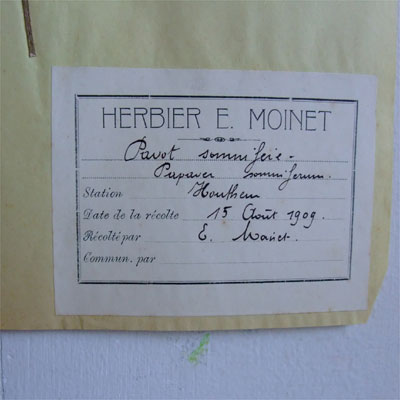 HERBIER E. MOINET
Pavot somnifère.
Papaver somniferum.
Station Houthem
Date de la récolte 15 Août 1909.
Récolté par E. Moinet.
Commun. par